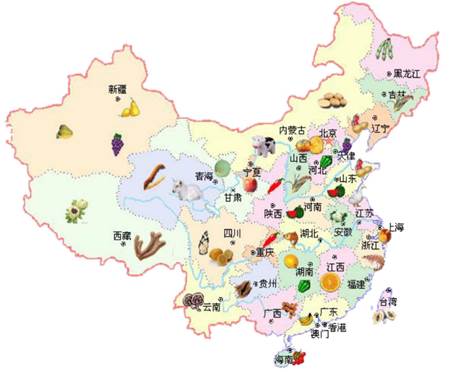 黑龙江
吉林
辽宁
新疆
内蒙古
北京
天津
河北
山西
宁夏
青海
甘肃
山东
陕西
河南
江苏
西藏
四川
湖北
安徽
上海
重庆
浙江
湖南
江西
贵州
福建
云南
广西
广东
台湾
香港
澳门
海南